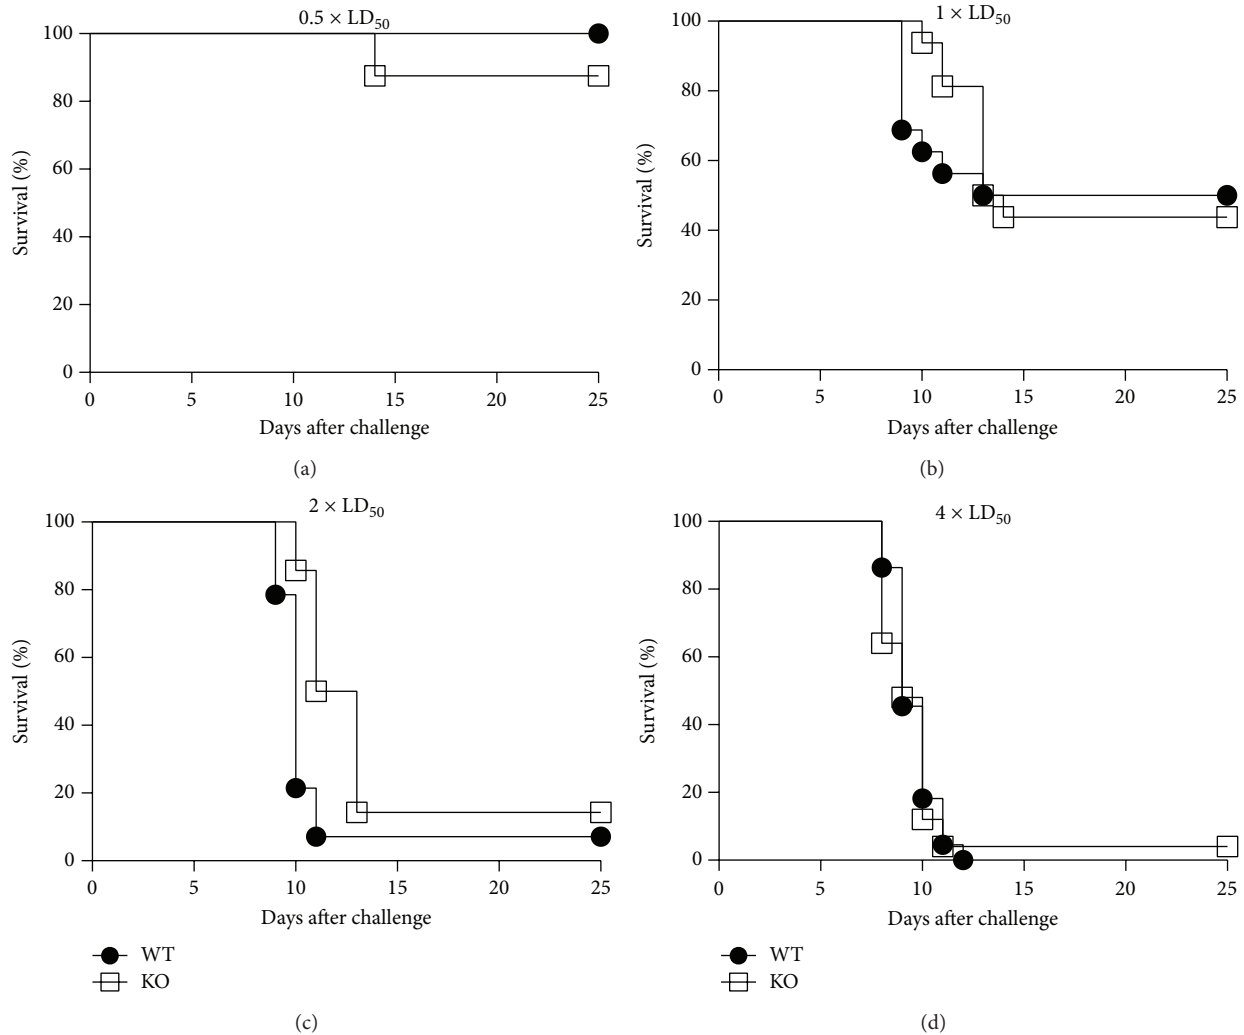 0.5 × LD50
100
80
60
40
20
0
Survival (%)
0 5 10 15 20 25
Days after challenge
(a)
1 × LD50
100
80
60
40
20
0
Survival (%)
0 5 10 15 20 25
Days after challenge
(b)
2 × LD50
100
80
60
40
20
0
Survival (%)
0 5 10 15 20 25
Days after challenge
WT
KO
(c)
4 × LD50
100
80
60
40
20
0
Survival (%)
0 5 10 15 20 25
Days after challenge
WT
KO
(d)